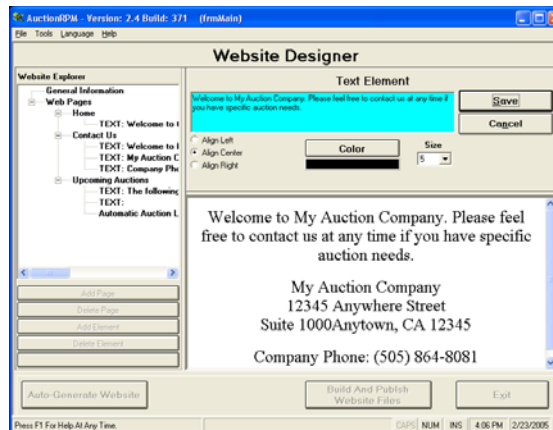 AuctionRPM - Version: 2.4 Build: 371 (frmMain)
File Tools Language Help
Website Designer
Website Explorer
General Information
Web Pages
Home
TEXT: Welcome to
Contact Us
TEXT: Welcome to
TEXT: My Auction C
TEXT: Company Pho
Upcoming Auctions
TEXT: The following
TEXT:
Automatic Auction L
Add Page
Delete Page
Add Element
Delete Element
Text Element
Welcome to My Auction Company. Please feel free to contact us at any time if
you have specific auction needs.
Save
Cancel
Align Left
Align Center
Align Right
Color
Size
5
Welcome to My Auction Company. Please feel
free to contact us at any time if you have specific
auction needs.
My Auction Company
12345 Anywhere Street
Suite 1000Anytown, CA 12345
Company Phone: (505) 864-8081
Auto-Generate Website
Build And Publish
Website Files
Exit
Press F1 For Help At Any Time.
CAPS NUM INS 4:06 PM 2/23/2005